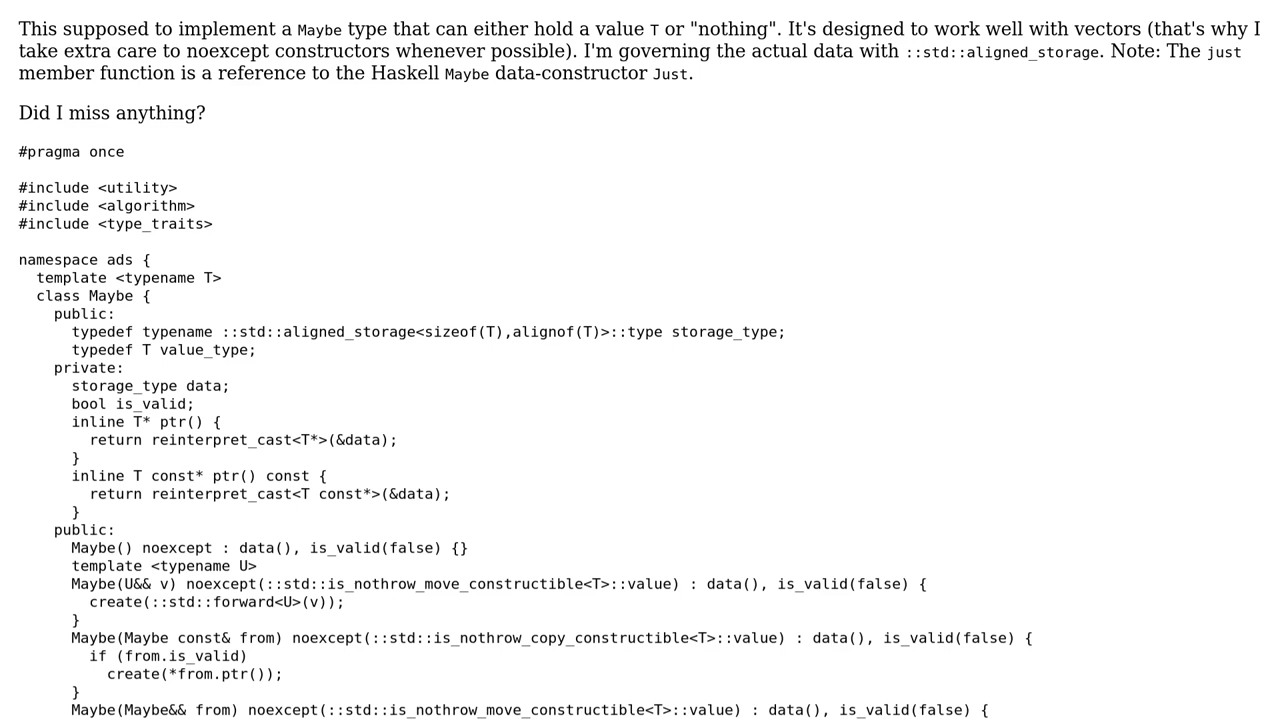 This supposed to implement a Maybe type that can either hold a value T or "nothing". It's designed to work well with vectors (that's why I
take extra care to noexcept constructors whenever possible). I'm governing the actual data with ::std::aligned_storage. Note: The just
member function is a reference to the Haskell Maybe data-constructor Just.
Did I miss anything?
#pragma once
#include <utility>
#include <algorithm>
#include <type_traits>
namespace ads {
  template <typename T>
  class Maybe {
    public:
      typedef typename ::std::aligned_storage<sizeof(T),alignof(T)>::type storage_type;
      typedef T value_type;
    private:
      storage_type data;
      bool is_valid;
      inline T* ptr() {
        return reinterpret_cast<T*>(&data);
      }
      inline T const* ptr() const {
        return reinterpret_cast<T const*>(&data);
      }
    public:
      Maybe() noexcept : data(), is_valid(false) {}
      template <typename U>
      Maybe(U&& v) noexcept(::std::is_nothrow_move_constructible<T>::value) : data(), is_valid(false) {
        create(::std::forward<U>(v));
      }
      Maybe(Maybe const& from) noexcept(::std::is_nothrow_copy_constructible<T>::value) : data(), is_valid(false) {
        if (from.is_valid)
          create(*from.ptr());
      }
      Maybe(Maybe&& from) noexcept(::std::is_nothrow_move_constructible<T>::value) : data(), is_valid(false) {